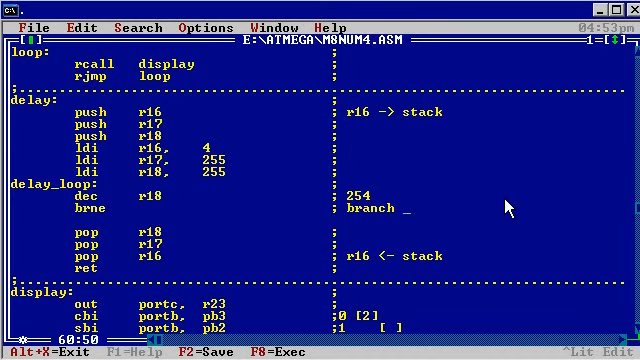 C:\ .
File Edit Search Options Window Help 04:53pm
E:\ATMEGA\M8NUM4.ASM 1=[↕]
loop: ;
rcall display ;
rjmp loop ;
;
delay: ;
push r16 ; r16 -> stack
push r17 ;
push r18 ;
ldi r16, 4 ;
ldi r17, 255 ;
ldi r18, 255 ;
delay_loop: ;
dec r18 ; 254
brne ; branch _
;
pop r18 ;
pop r17 ;
pop r16 ; r16 <- stack
ret ;
;
display: ;
out portc, r23 ;
cbi portb, pb3 ;0 [2]
sbi portb, pb2 ;1 [ ]
60:50
Alt+X=Exit F1=Help F2=Save F8=Exec ^Lit Edit